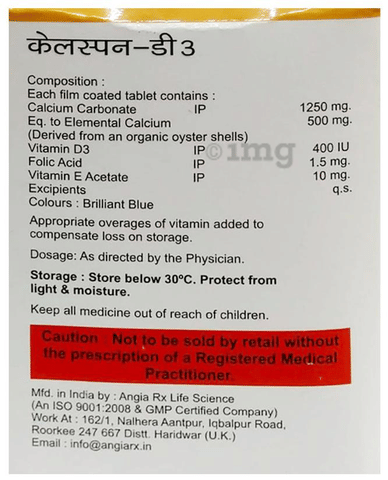 केलस्पन-डी 3
Composition :
Each film coated tablet contains :
Calcium Carbonate IP 1250 mg.
Eq. to Elemental Calcium 500 mg.
(Derived from an organic oyster shells)
Vitamin D3 IP 400 IU
Folic Acid IP 1.5 mg.
Vitamin E Acetate IP 10 mg.
Excipients q.s.
Colours : Brilliant Blue
Appropriate overages of vitamin added to
compensate loss on storage.
Dosage: As directed by the Physician.
Storage : Store below 30ºC. Protect from
light & moisture.
Keep all medicine out of reach of children.
Caution : Not to be sold by retail without
the prescription of a Registered Medical
Practitioner.
Mfd. in India by : Angia Rx Life Science
(An ISO 9001:2008 & GMP Certified Company)
Work At : 162/1, Nalhera Aantpur, Iqbalpur Road,
Roorkee 247 667 Distt. Haridwar (U.K.)
Email : info@angiarx.in
©1mg